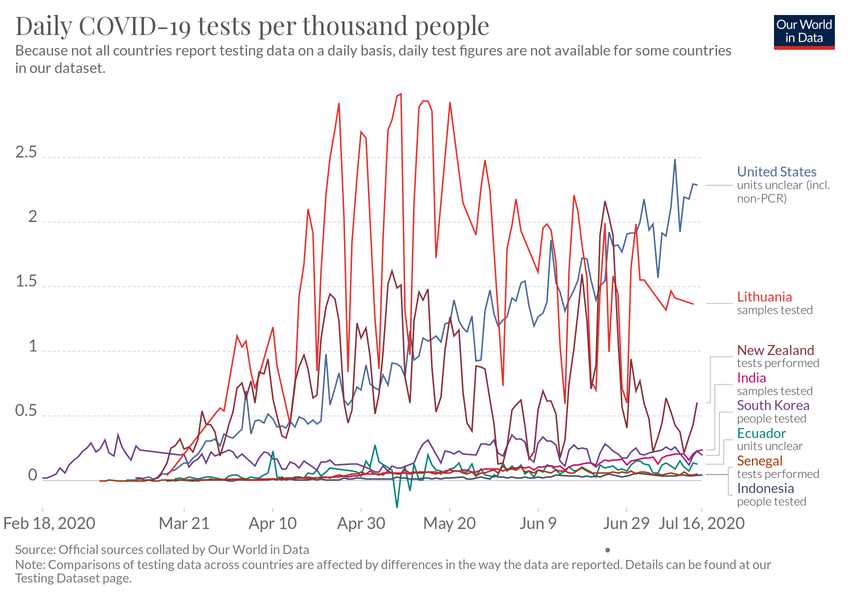 Daily COVID-19 tests per thousand people
Our World
in Data
Because not all countries report testing data on a daily basis, daily test figures are not available for some countries
in our dataset.
2.5
2
1.5
1
0.5
0
United States
units unclear (incl.
non-PCR)
Lithuania
samples tested
New Zealand
tests performed
India
samples tested
South Korea
people tested
Ecuador
units unclear
Senegal
tests performed
Indonesia
people tested
Feb 18, 2020
Mar 21
Apr 10
Apr 30
May 20
Jun 9
Jun 29
Jul 16, 2020
Source: Official sources collated by Our World in Data
Note: Comparisons of testing data across countries are affected by differences in the way the data are reported. Details can be found at our
Testing Dataset page.